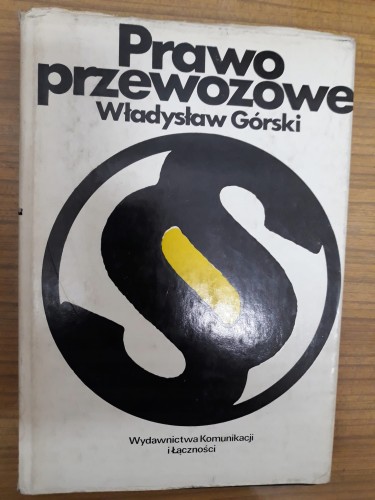 Prawo
przewozowe
Władysław Górski
Wydawnictwa Komunikacji
i Łączności